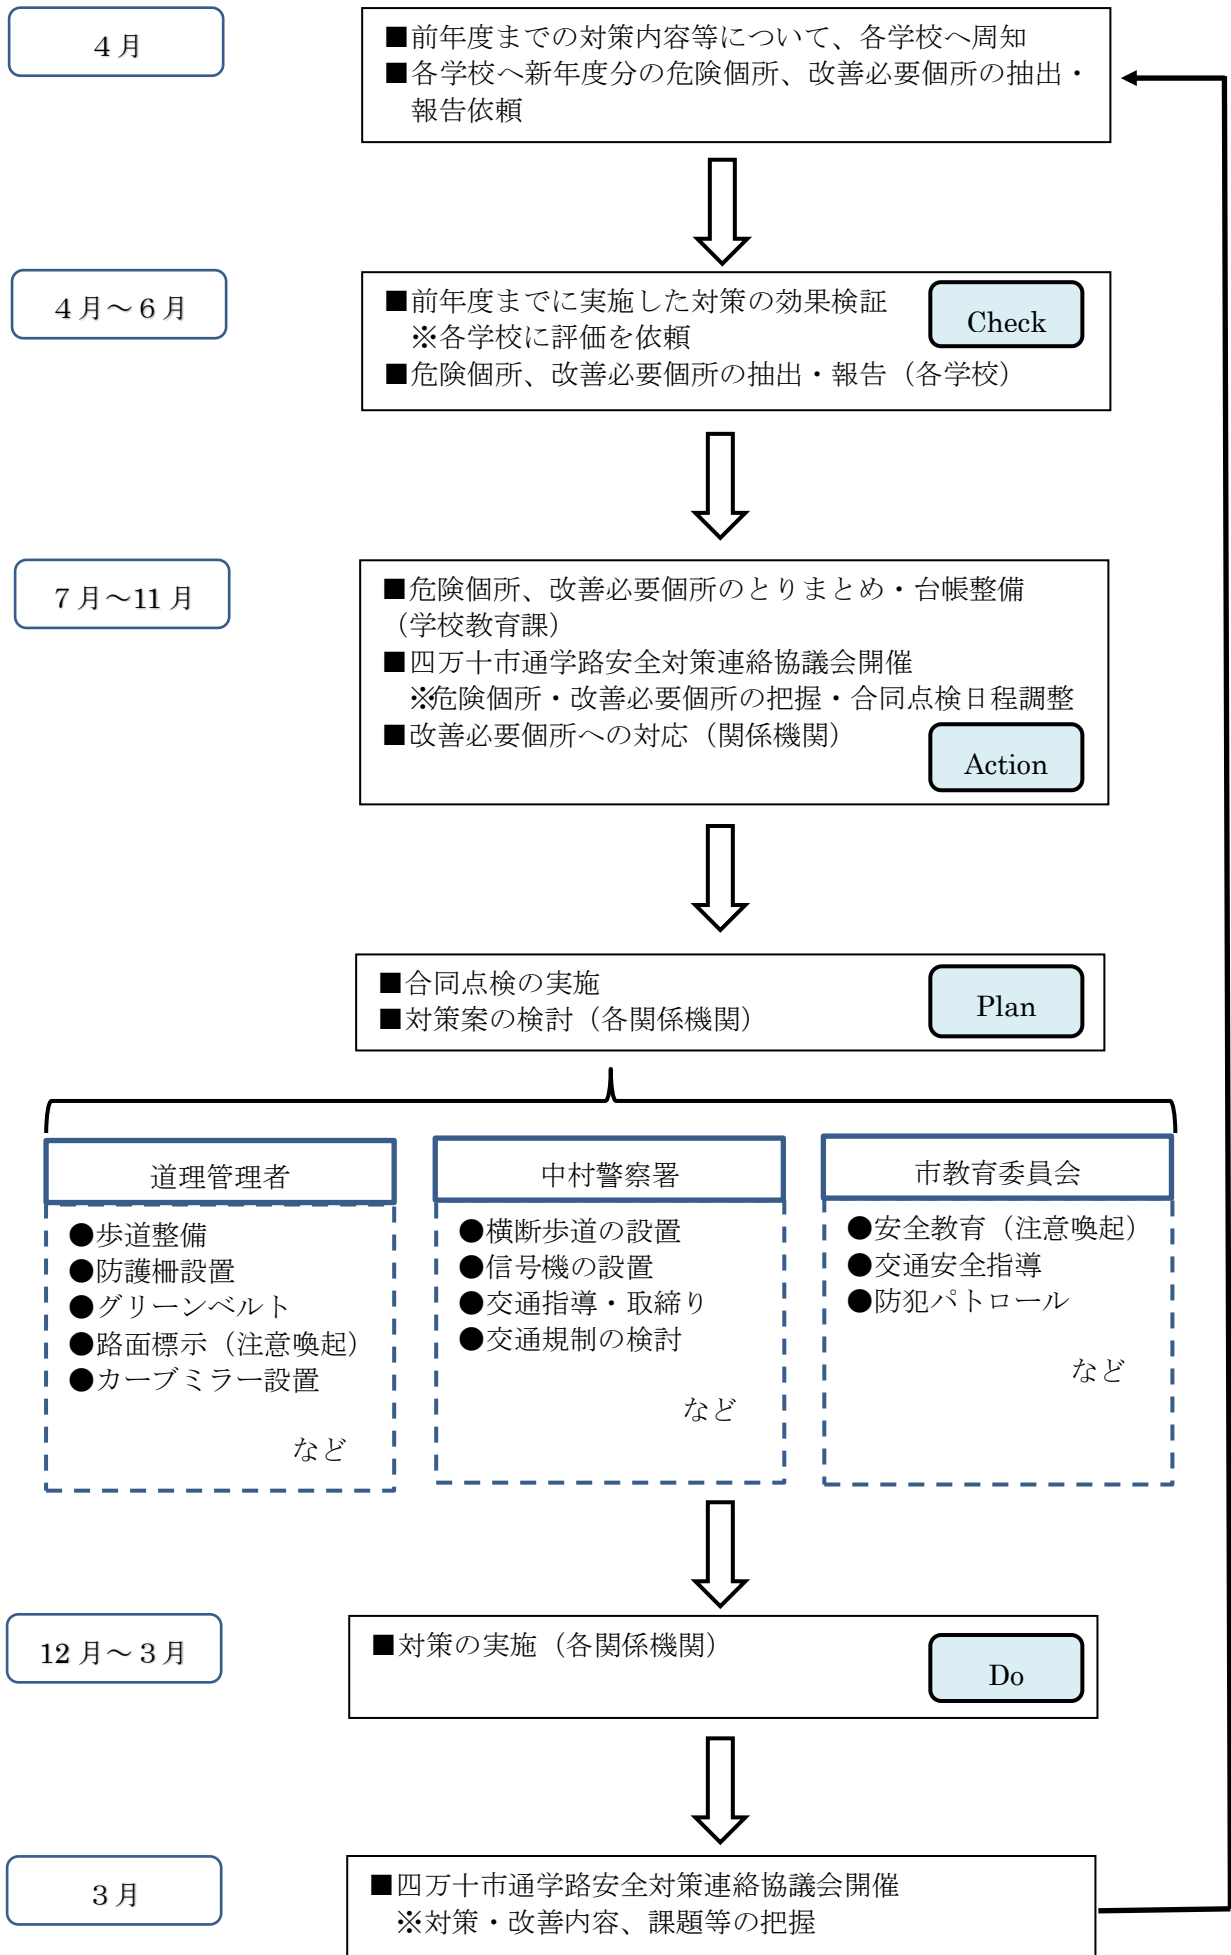 ４月
■前年度までの対策内容等について、各学校へ周知
■各学校へ新年度分の危険個所、改善必要個所の抽出・
報告依頼
４月～６月
■前年度までに実施した対策の効果検証
※各学校に評価を依頼
■危険個所、改善必要個所の抽出・報告（各学校）
Check
７月～11月
■危険個所、改善必要個所のとりまとめ・台帳整備
（学校教育課）
■四万十市通学路安全対策連絡協議会開催
※危険個所・改善必要個所の把握・合同点検日程調整
■改善必要個所への対応（関係機関）
Action
■合同点検の実施
■対策案の検討（各関係機関）
Plan
道理管理者
●歩道整備
●防護柵設置
●グリーンベルト
●路面標示（注意喚起）
●カーブミラー設置
など
中村警察署
●横断歩道の設置
●信号機の設置
●交通指導・取締り
●交通規制の検討
など
市教育委員会
●安全教育（注意喚起）
●交通安全指導
●防犯パトロール
など
12月～３月
■対策の実施（各関係機関）
Do
３月
■四万十市通学路安全対策連絡協議会開催
※対策・改善内容、課題等の把握